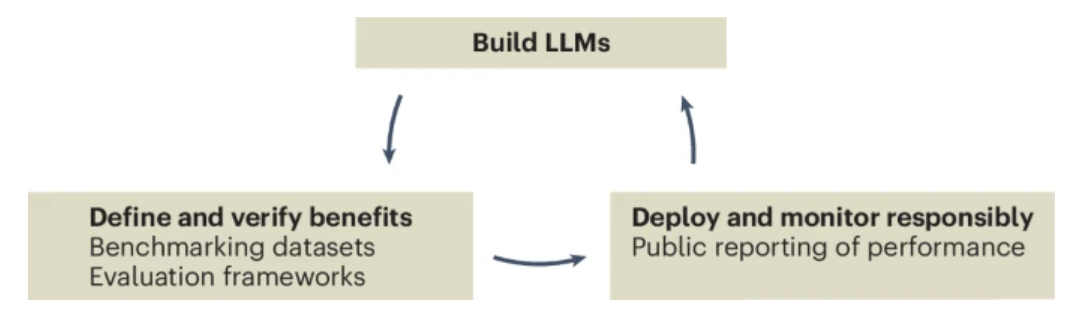 Build LLMs
Define and verify benefits
Benchmarking datasets
Evaluation frameworks
Deploy and monitor responsibly
Public reporting of performance